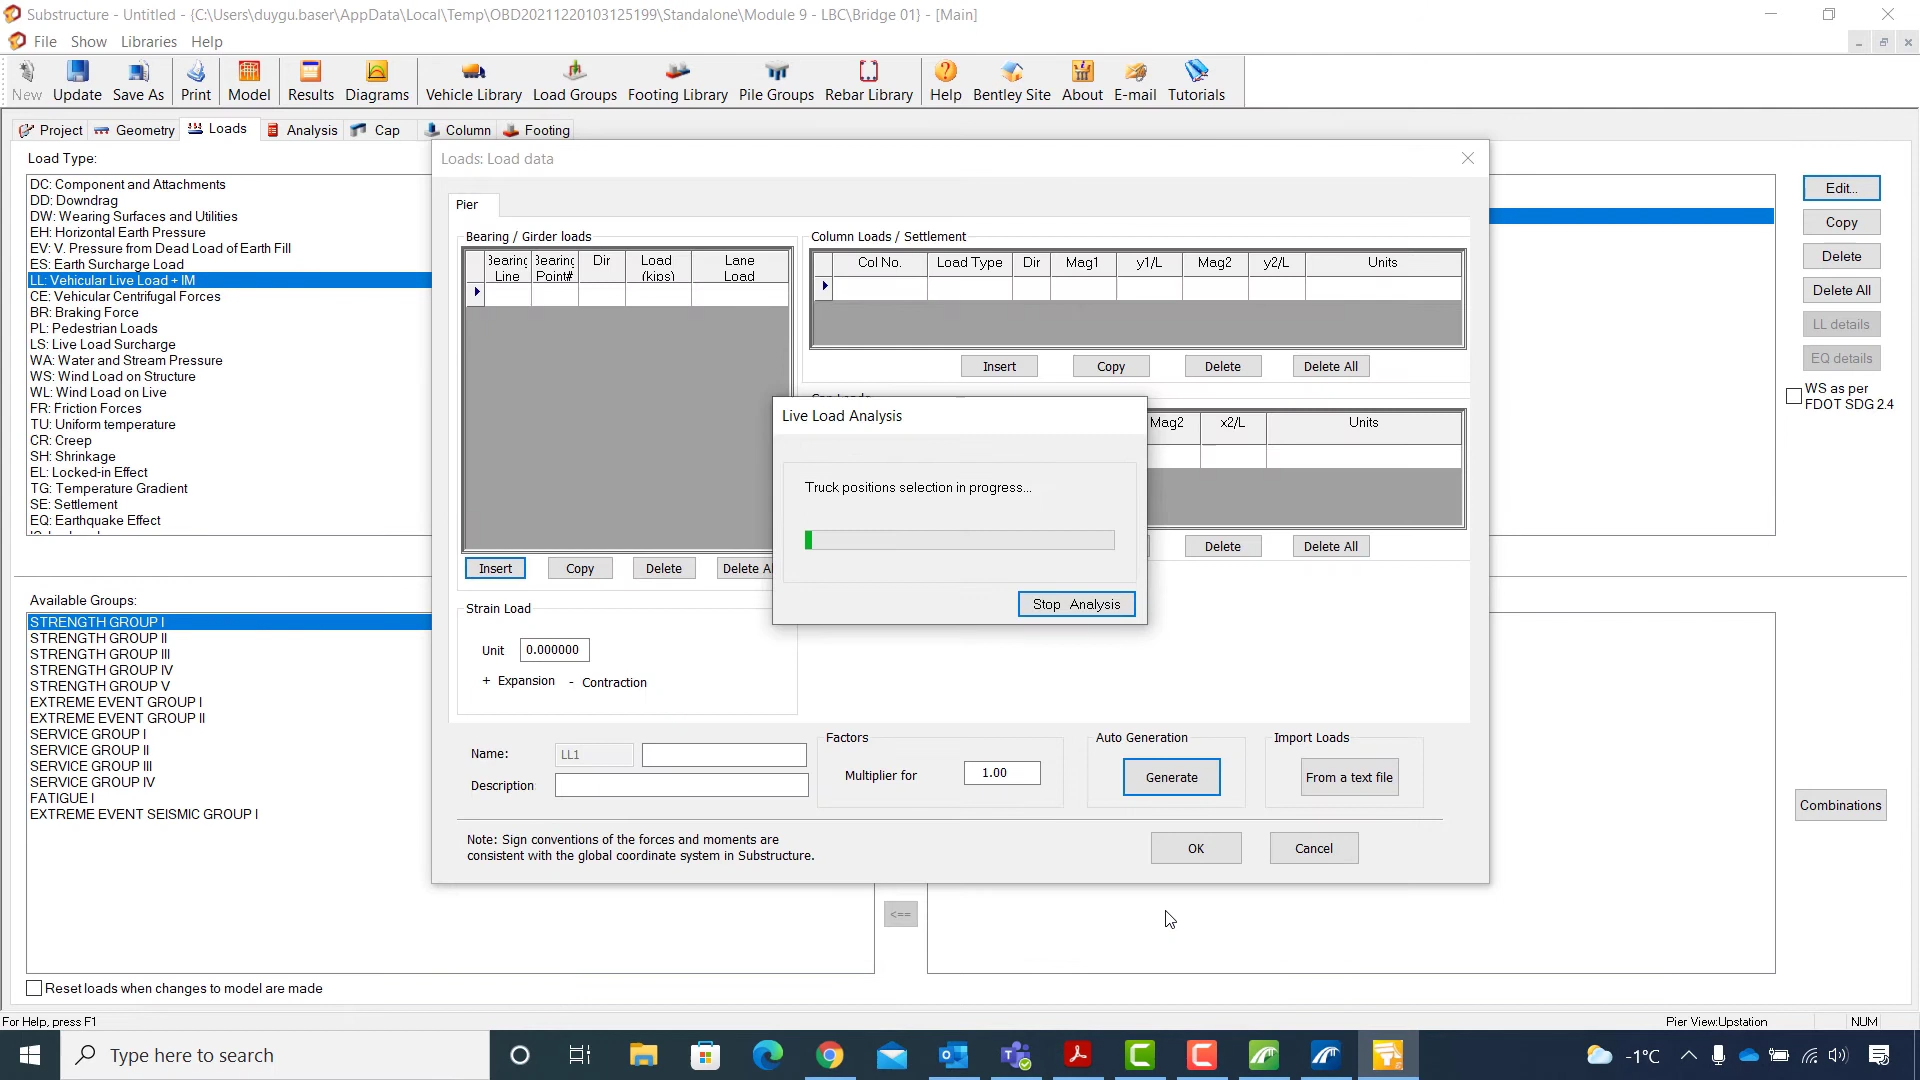 Substructure - Untitled - {C:\Users\duygu.baser\AppData\Local\Temp\OBD20211220103125199\Standalone\Module 9 - LBC\Bridge 01} - [Main]
File Show Libraries Help
New Update Save As Print Model Results Diagrams Vehicle Library Load Groups Footing Library Pile Groups Rebar Library Help Bentley Site About E-mail Tutorials
Project Geometry Loads Analysis Cap Column Footing
Load Type:
DC: Component and Attachments
DD: Downdrag
DW: Wearing Surfaces and Utilities
EH: Horizontal Earth Pressure
EV: V. Pressure from Dead Load of Earth Fill
ES: Earth Surcharge Load
LL: Vehicular Live Load + IM
CE: Vehicular Centrifugal Forces
BR: Braking Force
PL: Pedestrian Loads
LS: Live Load Surcharge
WA: Water and Stream Pressure
WS: Wind Load on Structure
WL: Wind Load on Live
FR: Friction Forces
TU: Uniform temperature
CR: Creep
SH: Shrinkage
EL: Locked-in Effect
TG: Temperature Gradient
SE: Settlement
EQ: Earthquake Effect
Available Groups:
STRENGTH GROUP I
STRENGTH GROUP II
STRENGTH GROUP III
STRENGTH GROUP IV
STRENGTH GROUP V
EXTREME EVENT GROUP I
EXTREME EVENT GROUP II
SERVICE GROUP I
SERVICE GROUP II
SERVICE GROUP III
SERVICE GROUP IV
FATIGUE I
EXTREME EVENT SEISMIC GROUP I
Reset loads when changes to model are made
Loads: Load data
Pier
Bearing / Girder loads
Bearing Line Bearing Point# Dir Load (kips) Lane Load
Insert Copy Delete Delete Al
Strain Load
Unit 0.000000
+ Expansion - Contraction
Column Loads / Settlement
Col No. Load Type Dir Mag1 y1/L Mag2 y2/L Units
Insert Copy Delete Delete All
Mag2 x2/L Units
Delete Delete All
Live Load Analysis
Truck positions selection in progress...
Stop Analysis
Name: LL1
Description
Factors
Multiplier for 1.00
Auto Generation
Generate
Import Loads
From a text file
Note: Sign conventions of the forces and moments are
consistent with the global coordinate system in Substructure.
OK Cancel
<==
Edit...
Copy
Delete
Delete All
LL details
EQ details
WS as per
FDOT SDG 2.4
Combinations
For Help, press F1
Pier View:Upstation NUM
Type here to search
-1°C